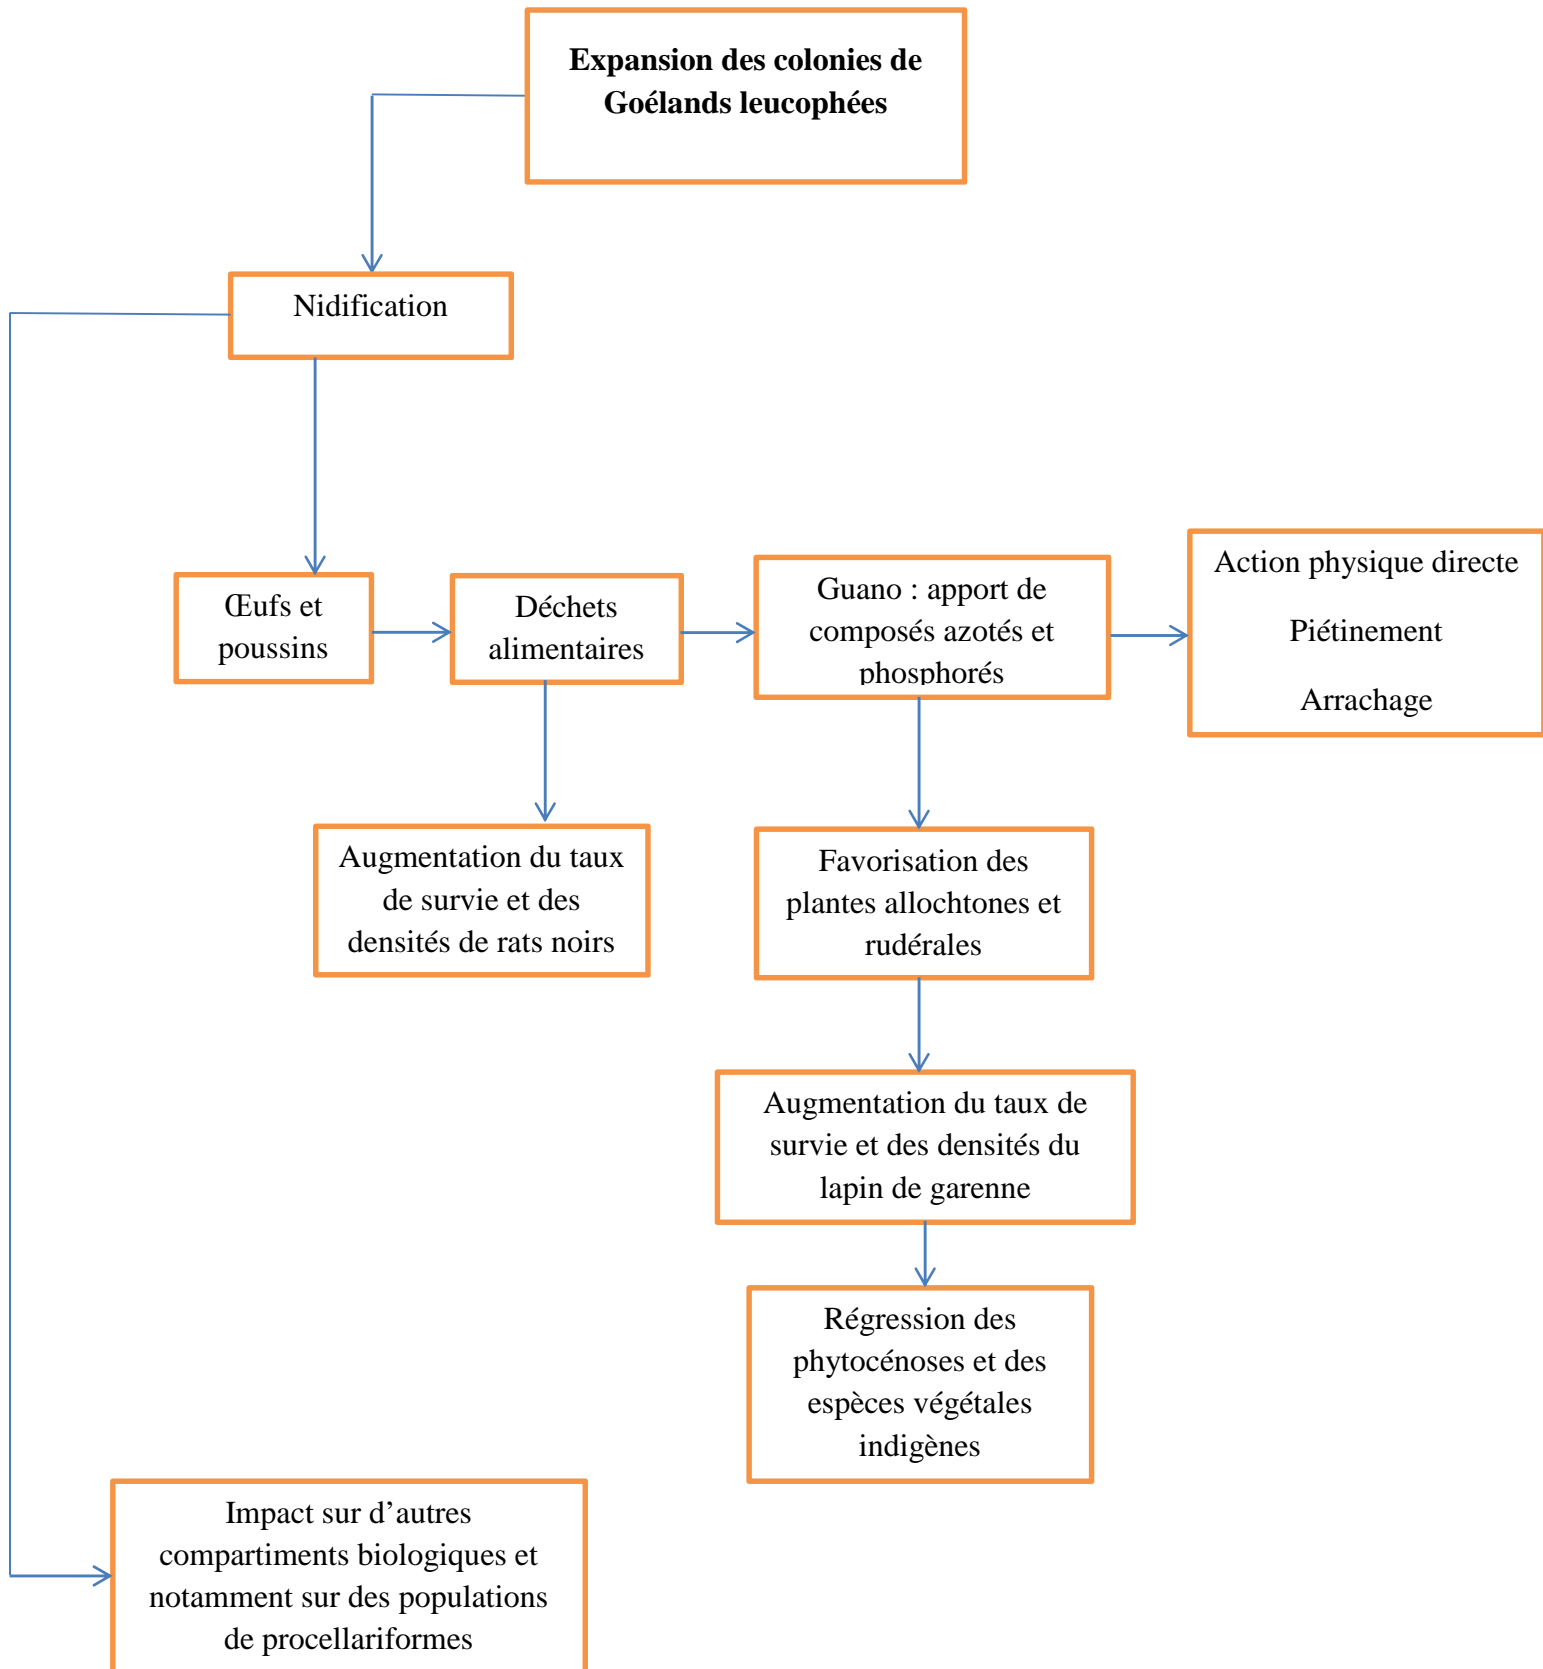 Expansion des colonies de
Goélands leucophées
Nidification
Œufs et
poussins
Déchets
alimentaires
Guano : apport de
composés azotés et
phosphorés
Action physique directe
Piétinement
Arrachage
Augmentation du taux
de survie et des
densités de rats noirs
Favorisation des
plantes allochtones et
rudérales
Augmentation du taux de
survie et des densités du
lapin de garenne
Régression des
phytocénoses et des
espèces végétales
indigènes
Impact sur d’autres
compartiments biologiques et
notamment sur des populations
de procellariformes